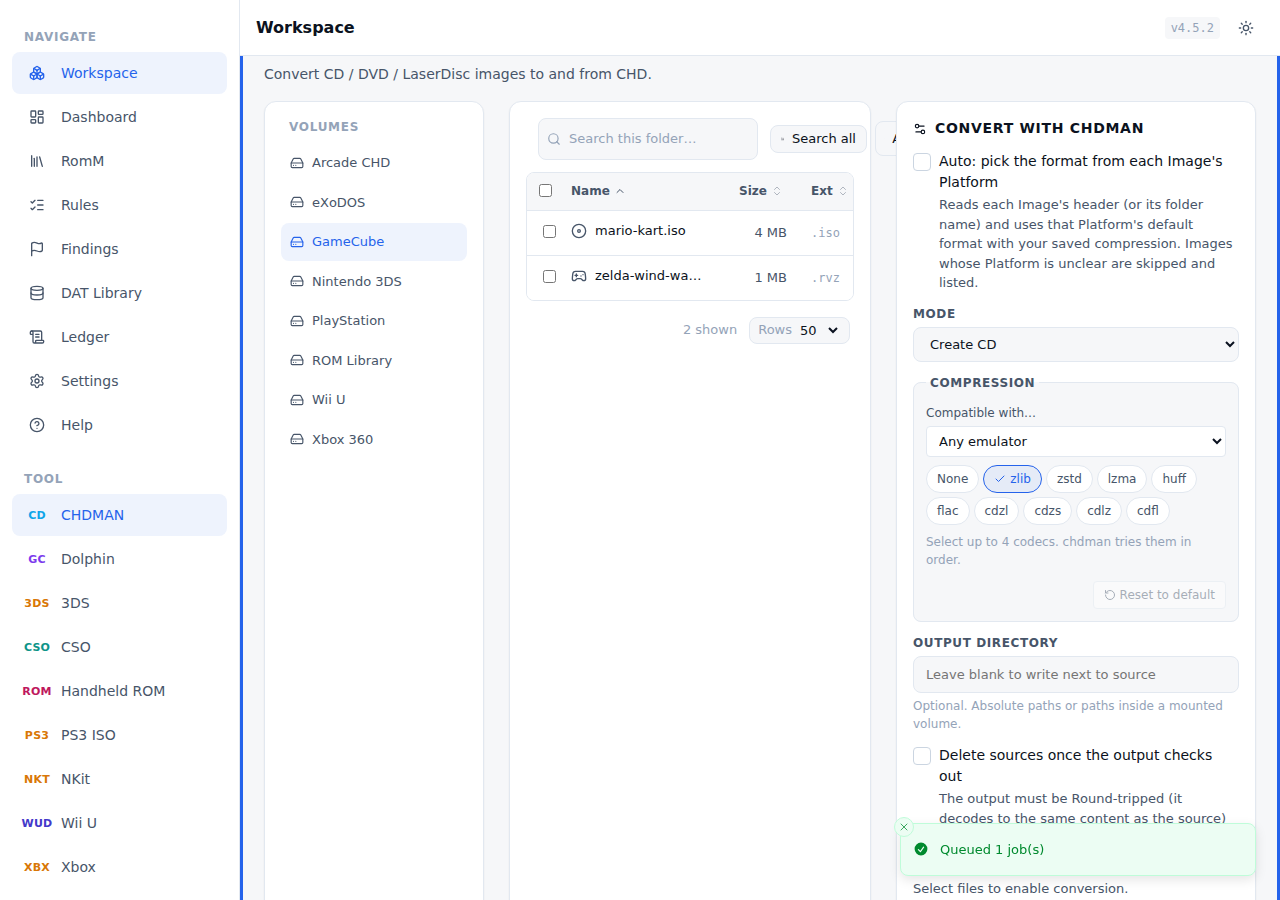 NAVIGATE
Workspace
Dashboard
RomM
Rules
Findings
DAT Library
Ledger
Settings
Help
TOOL
CD CHDMAN
GC Dolphin
3DS 3DS
CSO CSO
ROM Handheld ROM
PS3 PS3 ISO
NKT NKit
WUD Wii U
XBX Xbox
Workspace
v4.5.2
Convert CD / DVD / LaserDisc images to and from CHD.
VOLUMES
Arcade CHD
eXoDOS
GameCube
Nintendo 3DS
PlayStation
ROM Library
Wii U
Xbox 360
Search this folder…
Search all
Name Size Ext
mario-kart.iso 4 MB .iso
zelda-wind-wa… 1 MB .rvz
2 shown Rows 50
CONVERT WITH CHDMAN
Auto: pick the format from each Image's
Platform
Reads each Image's header (or its folder
name) and uses that Platform's default
format with your saved compression. Images
whose Platform is unclear are skipped and
listed.
MODE
Create CD
COMPRESSION
Compatible with…
Any emulator
None zlib zstd lzma huff
flac cdzl cdzs cdlz cdfl
Select up to 4 codecs. chdman tries them in
order.
Reset to default
OUTPUT DIRECTORY
Leave blank to write next to source
Optional. Absolute paths or paths inside a mounted
volume.
Delete sources once the output checks
out
The output must be Round-tripped (it
decodes to the same content as the source)
Queued 1 job(s)
Select files to enable conversion.